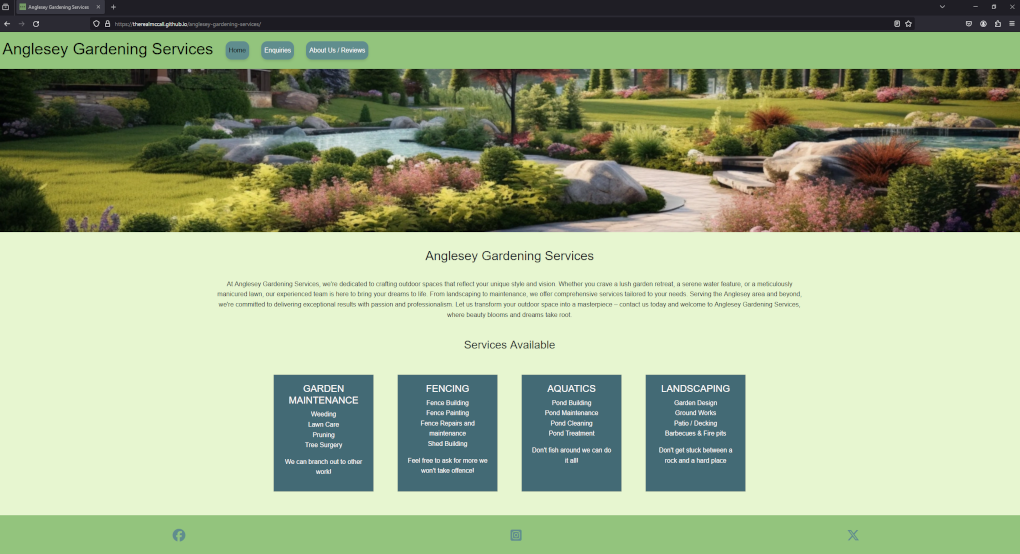 Anglesey Gardening Services
https://therealmccall.github.io/anglesey-gardening-services/
Anglesey Gardening Services
Home
Enquiries
About Us / Reviews
Anglesey Gardening Services
At Anglesey Gardening Services, we're dedicated to crafting outdoor spaces that reflect your unique style and vision. Whether you crave a lush garden retreat, a serene water feature, or a meticulously
manicured lawn, our experienced team is here to bring your dreams to life. From landscaping to maintenance, we offer comprehensive services tailored to your needs. Serving the Anglesey area and beyond,
we're committed to delivering exceptional results with passion and professionalism. Let us transform your outdoor space into a masterpiece – contact us today and welcome to Anglesey Gardening Services,
where beauty blooms and dreams take root.
Services Available
GARDEN
MAINTENANCE
Weeding
Lawn Care
Pruning
Tree Surgery
We can branch out to other
work!
FENCING
Fence Building
Fence Painting
Fence Repairs and
maintenance
Shed Building
Feel free to ask for more we
won't take offence!
AQUATICS
Pond Building
Pond Maintenance
Pond Cleaning
Pond Treatment
Don't fish around we can do
it all!
LANDSCAPING
Garden Design
Ground Works
Patio / Decking
Barbecues & Fire pits
Don't get stuck between a
rock and a hard place